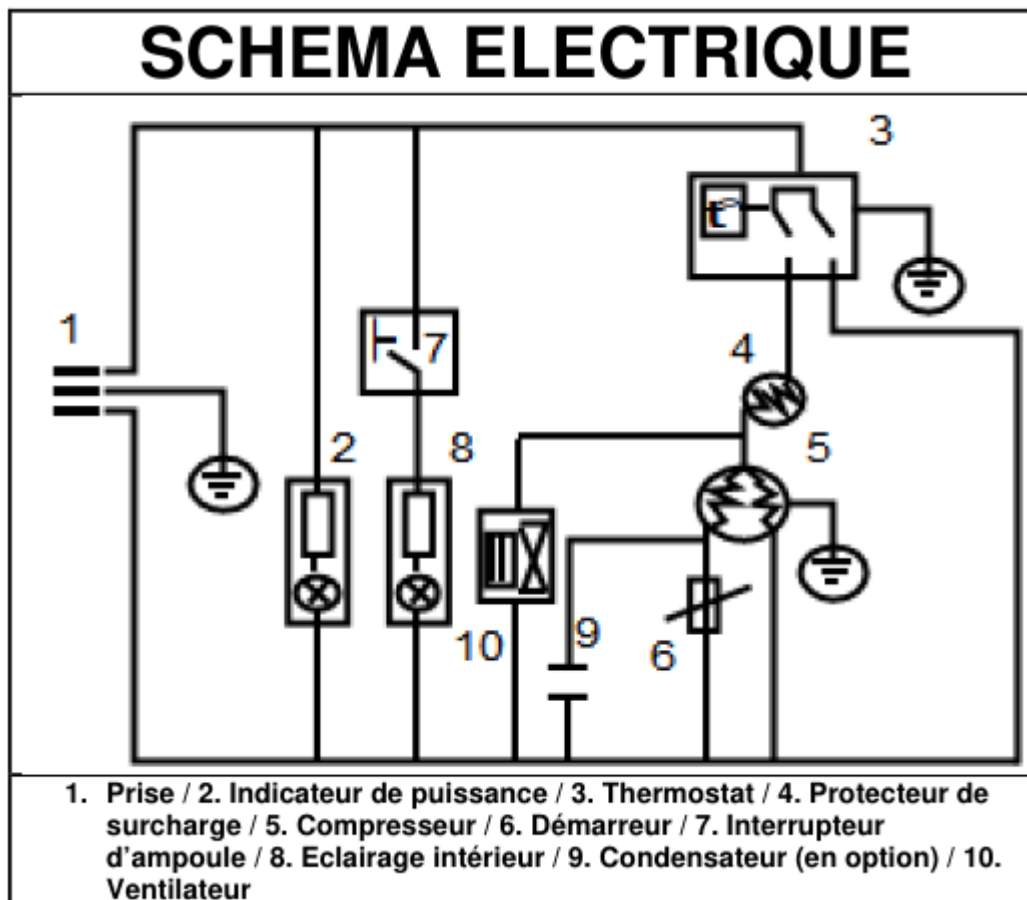 SCHEMA ELECTRIQUE
3
t°
1
7
4
2
8
5
10
9
6
1. Prise / 2. Indicateur de puissance / 3. Thermostat / 4. Protecteur de
surcharge / 5. Compresseur / 6. Démarreur / 7. Interrupteur
d'ampoule / 8. Eclairage intérieur / 9. Condensateur (en option) / 10.
Ventilateur